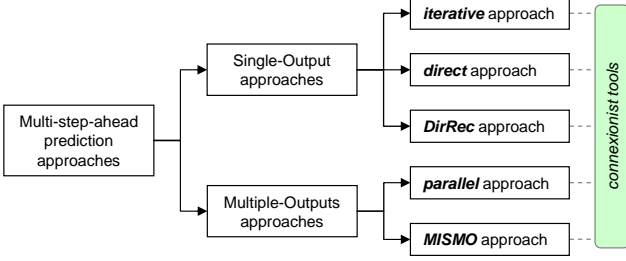 Multi-step-ahead
prediction
approaches
Single-Output
approaches
Multiple-Outputs
approaches
iterative approach
direct approach
DirRec approach
parallel approach
MISMO approach
connexionist tools